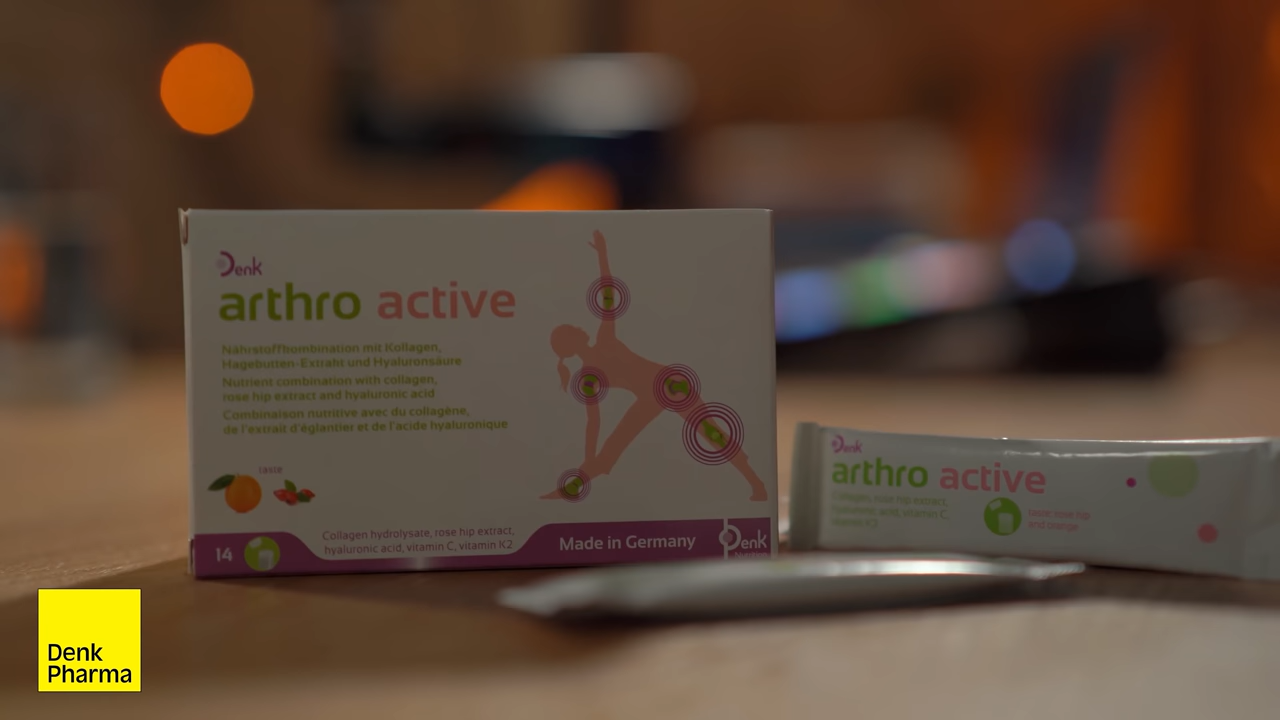 Denk
arthro active
Nährstoffkombination mit Kollagen,
Hagebutten-Extrakt und Hyaluronsäure
Nutrient combination with collagen,
rose hip extract and hyaluronic acid
Combinaison nutritive avec du collagène,
de l'extrait d'églantier et de l'acide hyaluronique
taste
14
Collagen hydrolysate, rose hip extract,
hyaluronic acid, vitamin C, vitamin K2
Made in Germany
Denk
Denk
arthro active
Collagen, rose hip extract,
hyaluronic acid, vitamin C,
vitamin K2
taste rose hip
and orange
Denk
Pharma